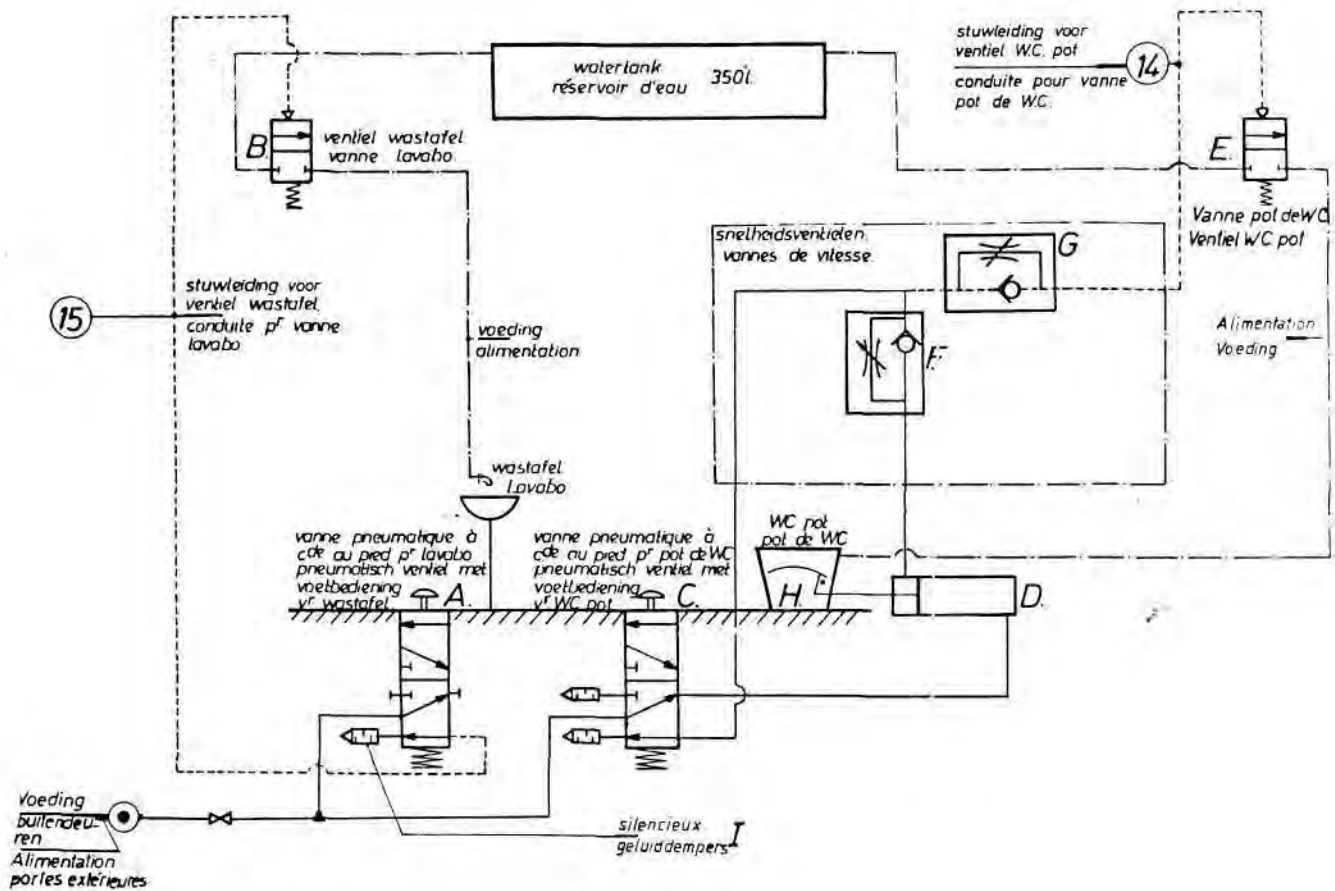 stuwleiding voor
ventiel W.C. pot
conduite pour vanne
pot de W.C.
14
watertank
réservoir d'eau 350l.
B.
ventiel wastafel
vanne lavabo
E.
Vanne pot de WC
Ventiel WC pot
snelheidsventielen
vannes de vitesse
G
F.
15
stuwleiding voor
ventiel wastafel
conduite pr vanne
lavabo
voeding
alimentation
Alimentation
Voeding
wastafel
lavabo
vanne pneumatique à
cde au pied pr lavabo
pneumatisch ventiel met
voetbediening
vr wastafel
A.
vanne pneumatique à
cde au pied pr pot de WC
pneumatisch ventiel met
voetbediening
vr WC pot
C.
WC pot
pot de WC
H.
D.
Voeding
buitendeu-
ren
Alimentation
portes extérieures
silencieux
geluiddempers I